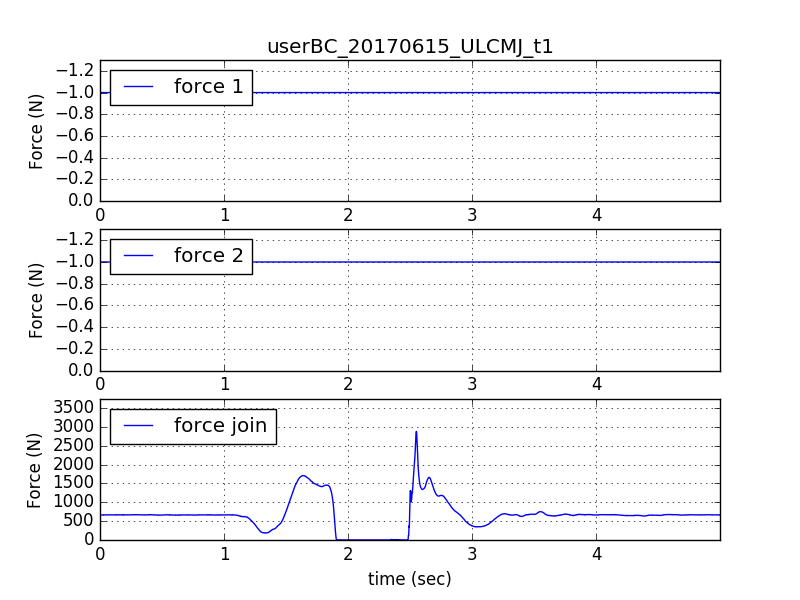 userBC_20170615_ULCMJ_t1
−1.2
−1.0
−0.8
−0.6
−0.4
−0.2
0.0
Force (N)
force 1
0 1 2 3 4
−1.2
−1.0
−0.8
−0.6
−0.4
−0.2
0.0
Force (N)
force 2
0 1 2 3 4
3500
3000
2500
2000
1500
1000
500
0
Force (N)
force join
0 1 2 3 4
time (sec)